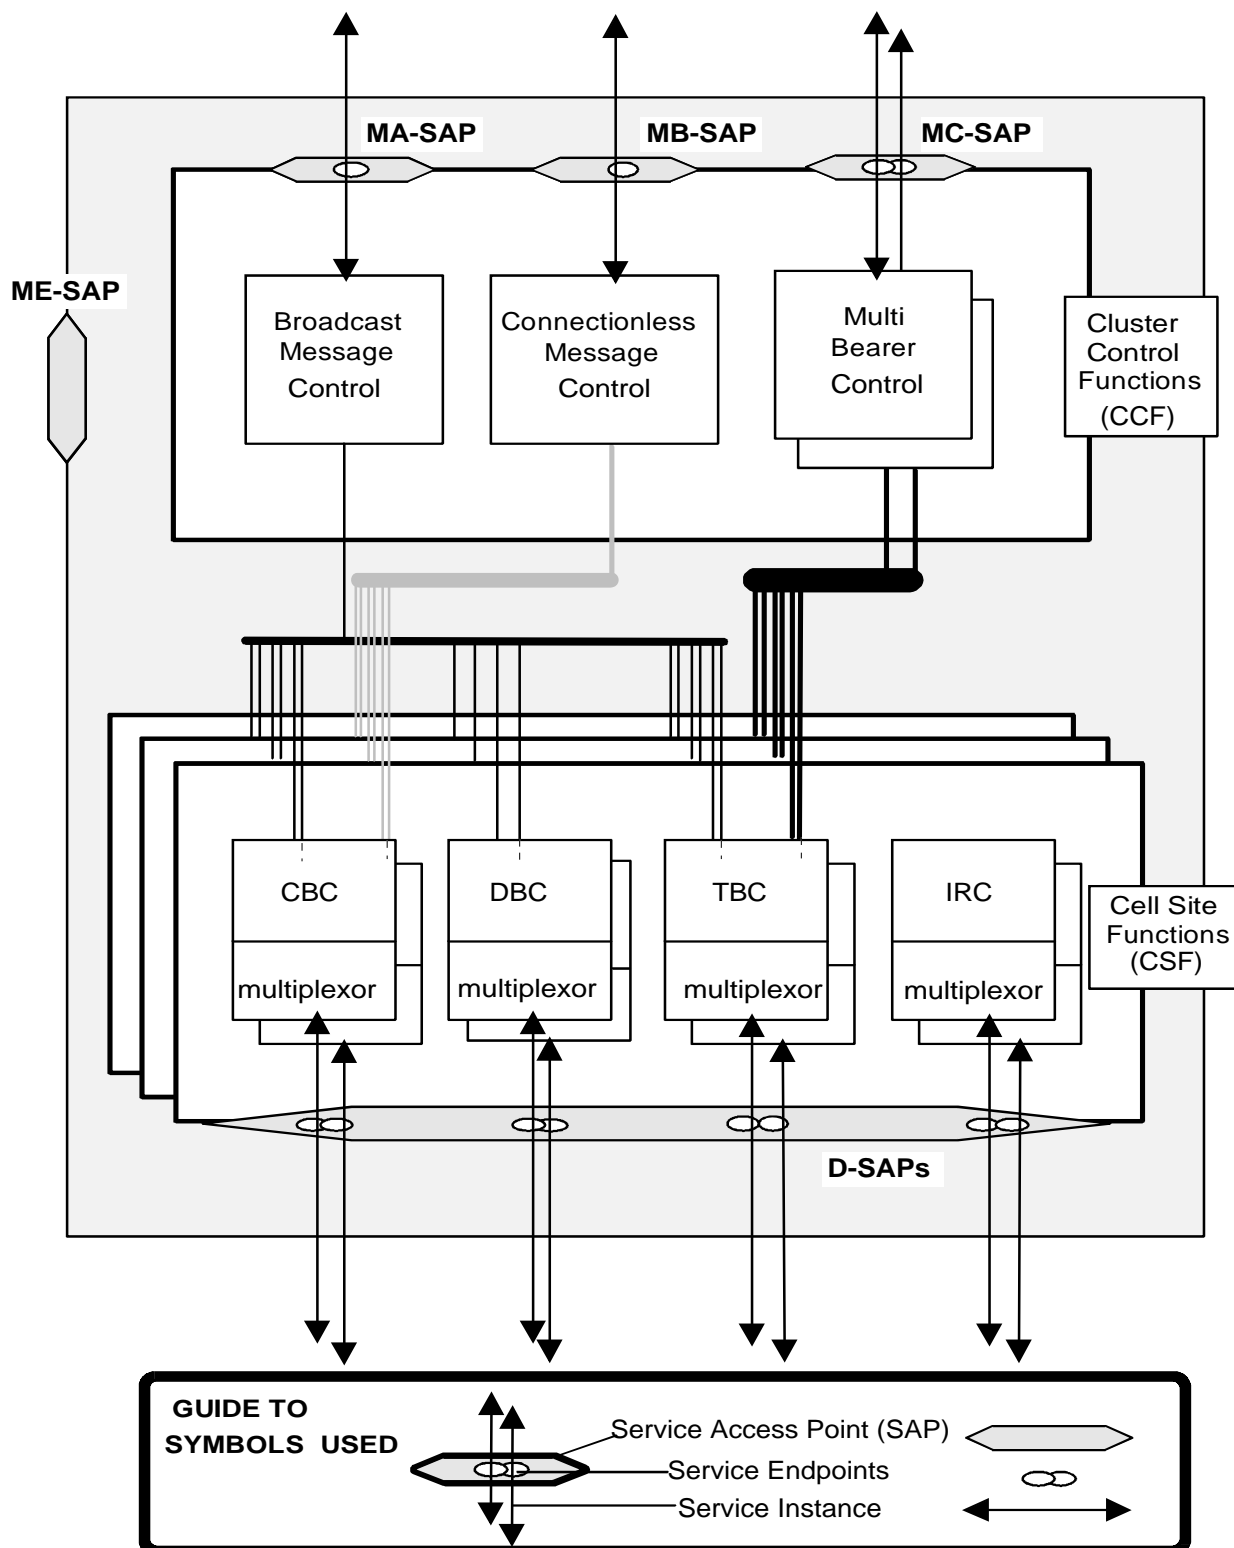 MA-SAP
MB-SAP
MC-SAP
ME-SAP
Broadcast
Message
Control
Connectionless
Message
Control
Multi
Bearer
Control
Cluster
Control
Functions
(CCF)
CBC
DBC
TBC
IRC
multiplexor
multiplexor
multiplexor
multiplexor
Cell Site
Functions
(CSF)
D-SAPs
GUIDE TO
SYMBOLS USED
Service Access Point (SAP)
Service Endpoints
Service Instance